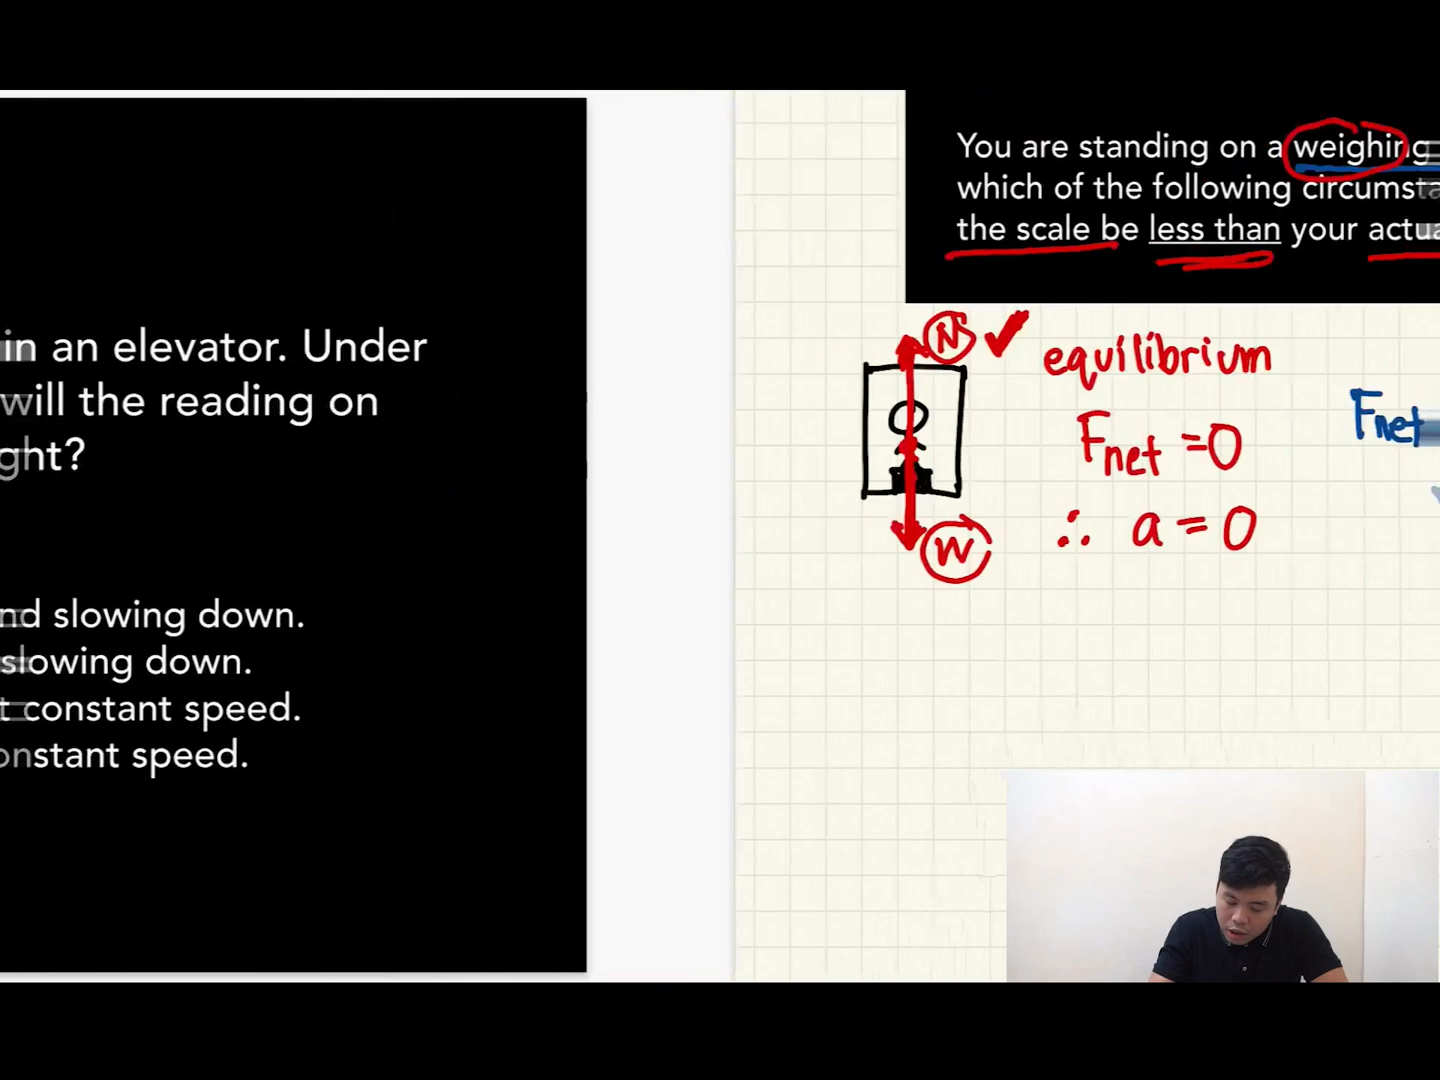 in an elevator. Under
will the reading on
ght?
nd slowing down.
slowing down.
t constant speed.
onstant speed.
You are standing on a weighing
which of the following circumsta
the scale be less than your actua
N
equilibrium
Fnet =0
∴ a = 0
W
Fnet